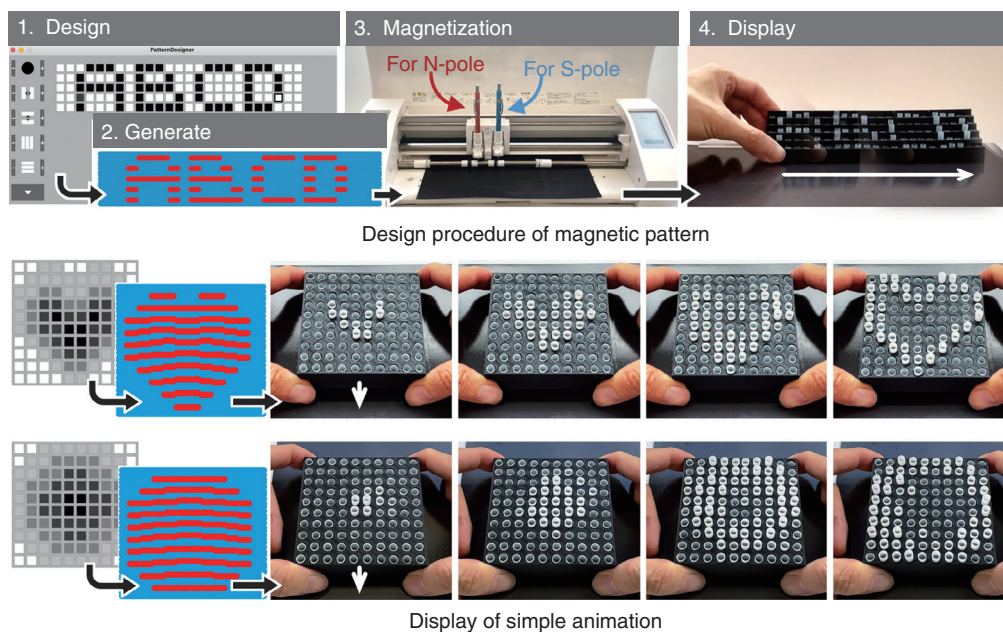 1. Design
3. Magnetization
4. Display
PatternDesigner
For N-pole
For S-pole
ABCD
2. Generate
ABCD
Design procedure of magnetic pattern
Display of simple animation